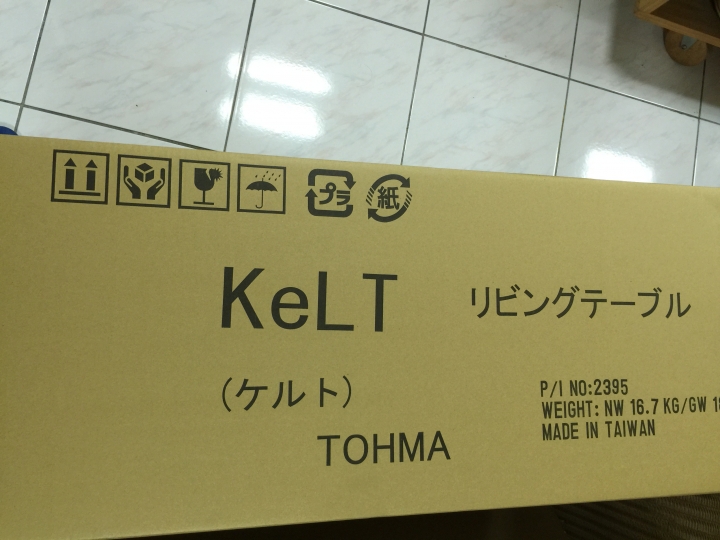 プラ 紙
KeLT リビングテーブル
(ケルト)
TOHMA
P/I NO:2395
WEIGHT: NW 16.7 KG/GW
MADE IN TAIWAN